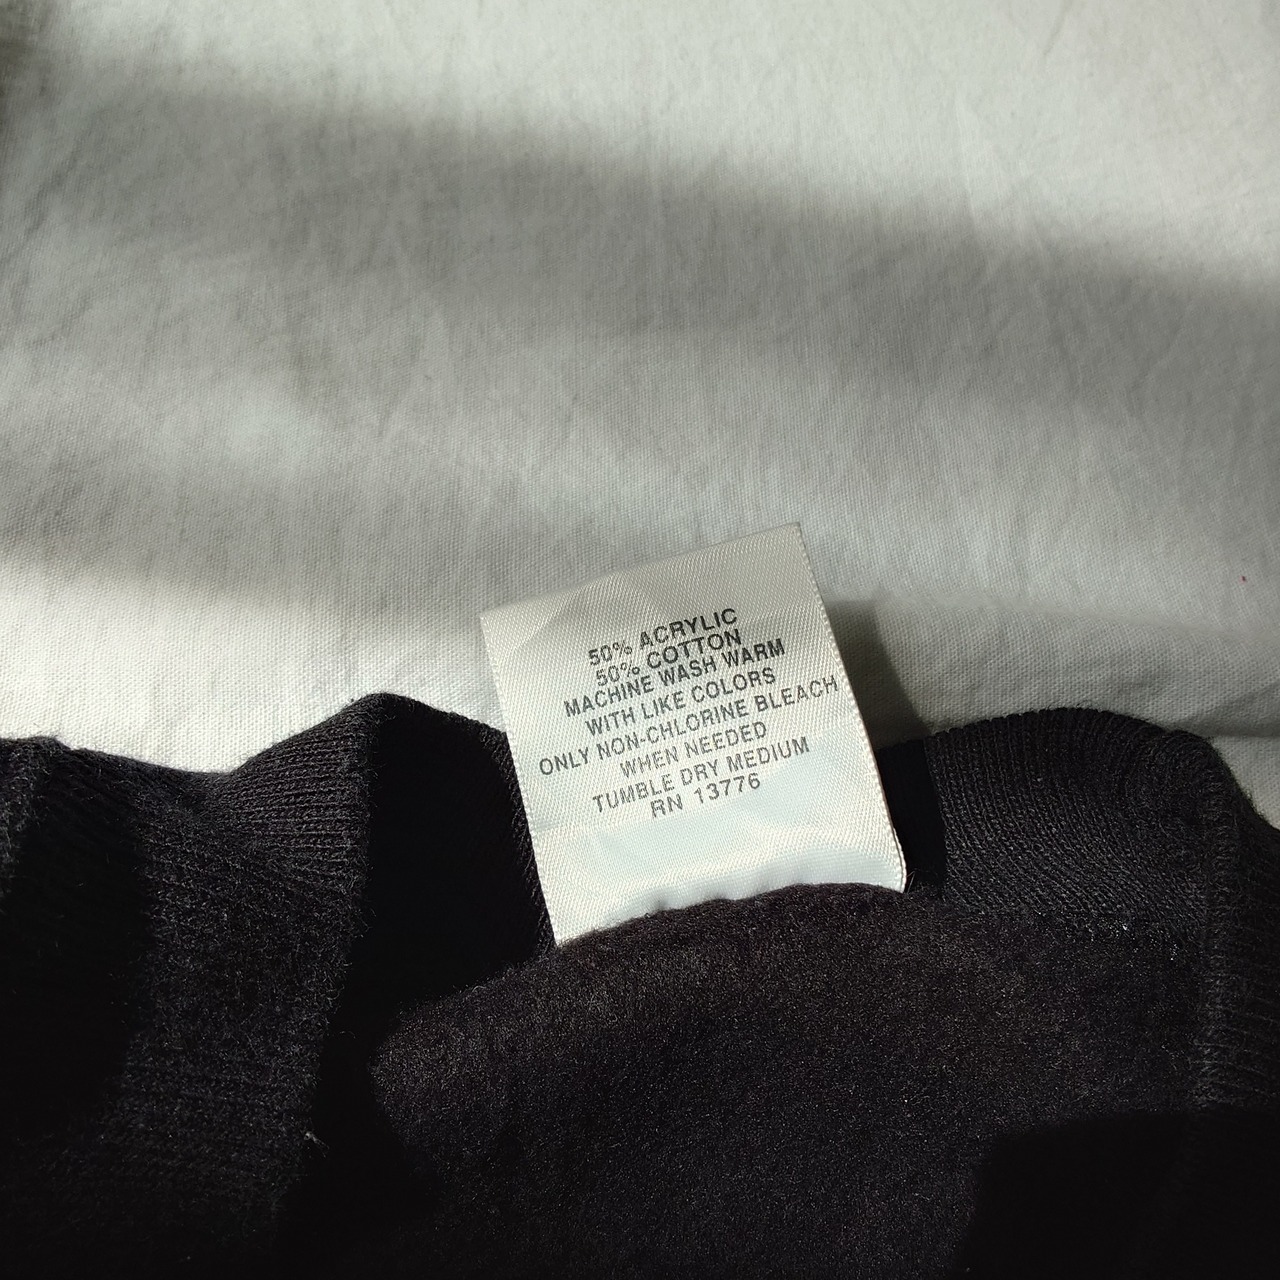 50% ACRYLIC
50% COTTON
MACHINE WASH WARM
WITH LIKE COLORS
ONLY NON-CHLORINE BLEACH
WHEN NEEDED
TUMBLE DRY MEDIUM
RN 13776